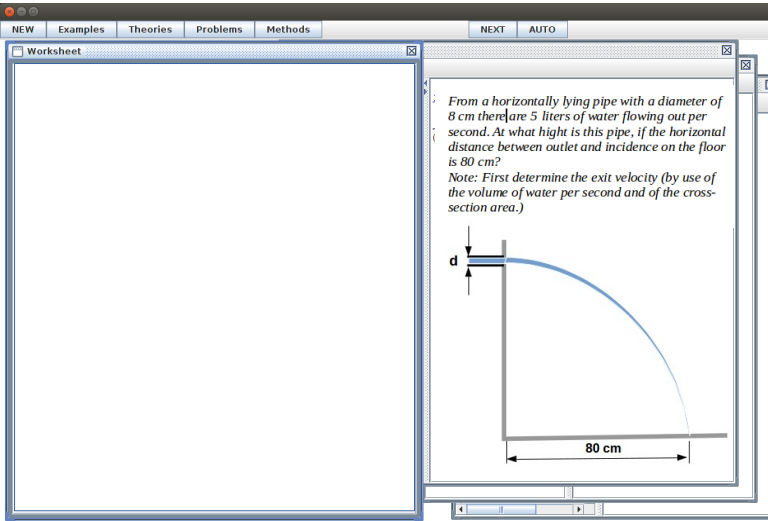 NEW Examples Theories Problems Methods NEXT AUTO
Worksheet
From a horizontally lying pipe with a diameter of
8 cm there are 5 liters of water flowing out per
second. At what hight is this pipe, if the horizontal
distance between outlet and incidence on the floor
is 80 cm?
Note: First determine the exit velocity (by use of
the volume of water per second and of the cross-
section area.)
d
80 cm